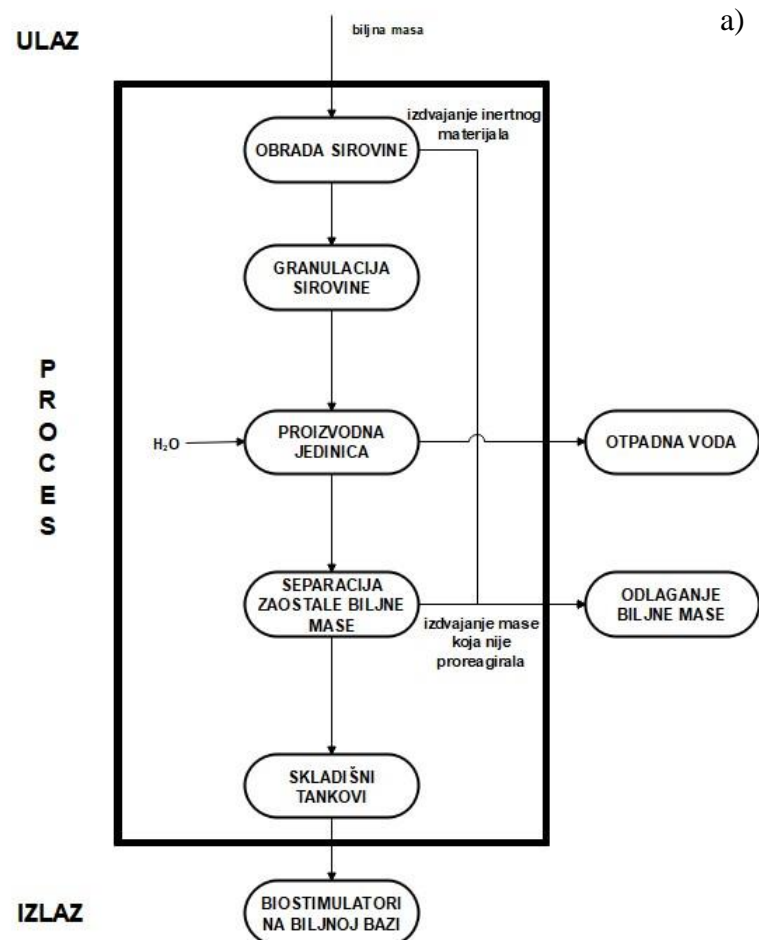 a)
ULAZ
biljna masa
izdvajanje inertnog
materijala
OBRADA SIROVINE
GRANULACIJA
SIROVINE
P
R
O
C
E
S
H₂O
PROIZVODNA
JEDINICA
OTPADNA VODA
SEPARACIJA
ZAOSTALE BILJNE
MASE
izdvajanje mase
koja nije
proreagirala
ODLAGANJE
BILJNE MASE
SKLADIŠNI
TANKOVI
IZLAZ
BIOSTIMULATORI
NA BILJNOJ BAZI